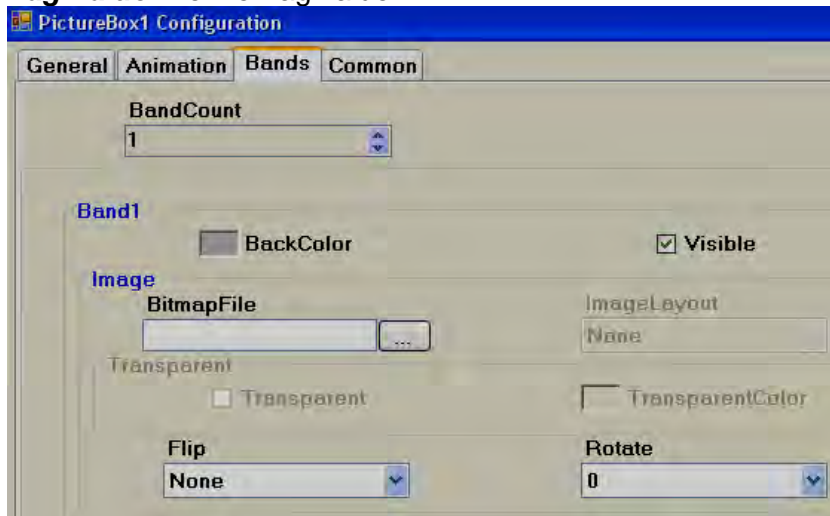 PictureBox1 Configuration
General Animation Bands Common
BandCount
1
Band1
BackColor
Visible
Image
BitmapFile
ImageLayout
...
None
Transparent
Transparent
TransparentColor
Flip
Rotate
None
0